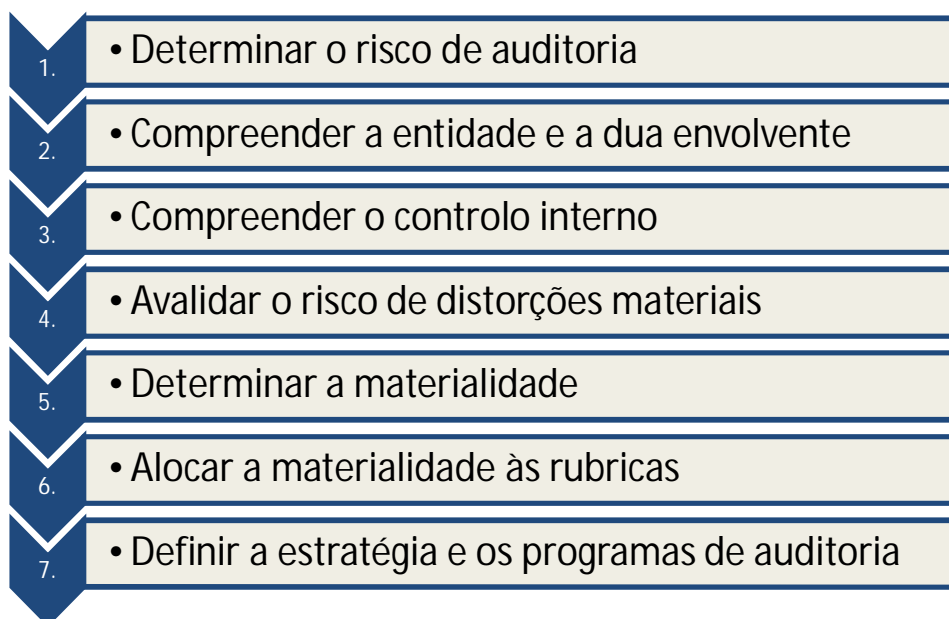 1. • Determinar o risco de auditoria
2. • Compreender a entidade e a dua envolvente
3. • Compreender o controlo interno
4. • Avalidar o risco de distorções materiais
5. • Determinar a materialidade
6. • Alocar a materialidade às rubricas
7. • Definir a estratégia e os programas de auditoria